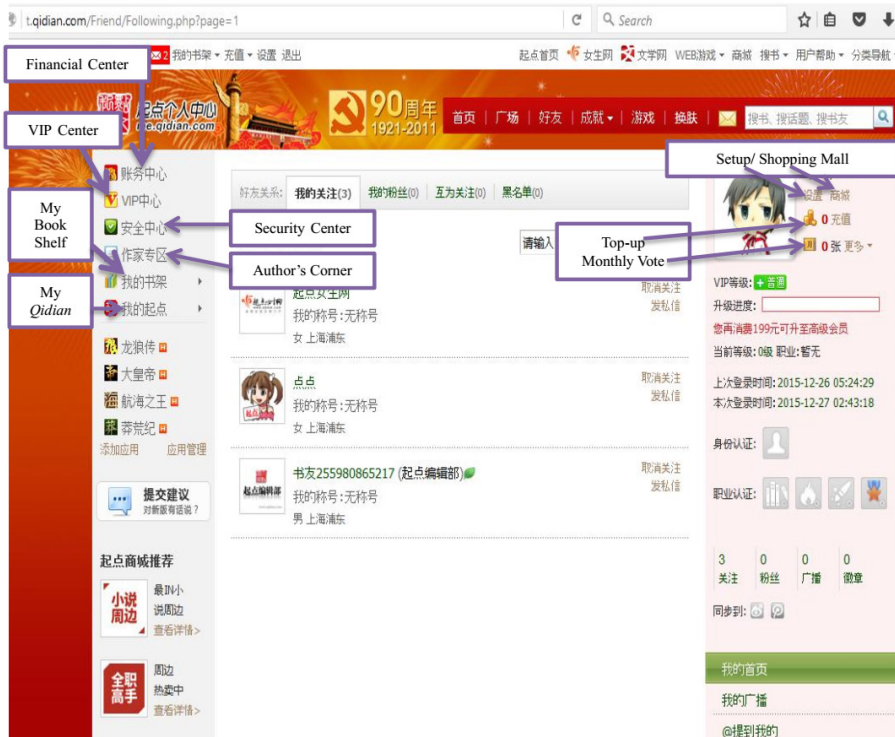 t.qidian.com/Friend/Following.php?page=1
Search
2 我的书架 充值 设置 退出
起点首页 女生网 文学网 WEB游戏 商城 搜书 用户帮助 分类导航
Financial Center
起点个人中心
me.qidian.com
90周年
1921-2011
首页 | 广场 | 好友 | 成就 | 游戏 | 换肤
搜书、搜话题、搜书友
VIP Center
Setup/ Shopping Mall
账务中心
VIP中心
安全中心
作家专区
我的书架
我的起点
My
Book
Shelf
My
Qidian
Security Center
Author's Corner
好友关系: 我的关注(3) 我的粉丝(0) 互为关注(0) 黑名单(0)
请输入
Top-up
Monthly Vote
设置 商城
0 充值
0 张 更多
起点女生网
我的称号:无称号
女 上海浦东
取消关注
发私信
点点
我的称号:无称号
女 上海浦东
取消关注
发私信
起点编辑部
书友255980865217 (起点编辑部)
我的称号:无称号
男 上海浦东
取消关注
发私信
龙狼传
大皇帝
航海之王
莽荒纪
添加应用 应用管理
提交建议
对新版有话说?
起点商城推荐
小说
周边
最IN小
说周边
查看详情>
全职
高手
周边
热卖中
查看详情>
VIP等级: 普通
升级进度:
您再消费199元可升至高级会员
当前等级:0级 职业:暂无
上次登录时间:2015-12-26 05:24:29
本次登录时间:2015-12-27 02:43:18
身份认证:
职业认证:
3 0 0 0
关注 粉丝 广播 徽章
同步到:
我的首页
我的广播
@提到我的